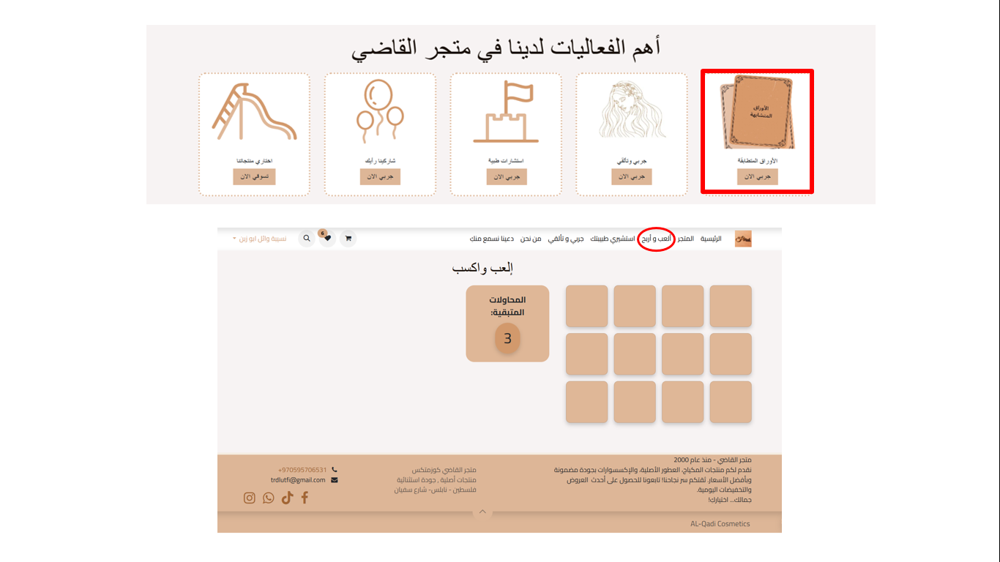 أهم الفعاليات لدينا في متجر القاضي
الأوراق
المتشابهة
الأوراق المتطابقة
جربي الان
جربي وتألقي
جربي الان
استشارات طبية
جربي الان
شاركينا رأيك
جربي الان
اختاري منتجاتنا
تسوقي الان
الرئيسية المتجر ألعب و أربح استشيري طبيبتك جربي و تألقي من نحن دعينا نسمع منك
6
نسيبة وائل ابو زين
إلعب واكسب
المحاولات
المتبقية:
3
متجر القاضي - منذ عام 2000
نقدم لكم منتجات المكياج، العطور الأصلية، والإكسسوارات بجودة مضمونة
وبأفضل الأسعار. ثقتكم سر نجاحنا! تابعونا للحصول على أحدث العروض
والتخفيضات اليومية.
جمالك... اختيارك!
متجر القاضي كوزمتكس
منتجات أصلية , جودة استثنائية
فلسطين - نابلس- شارع سفيان
+970595706531
trdlutfi@gmail.com
AL-Qadi Cosmetics